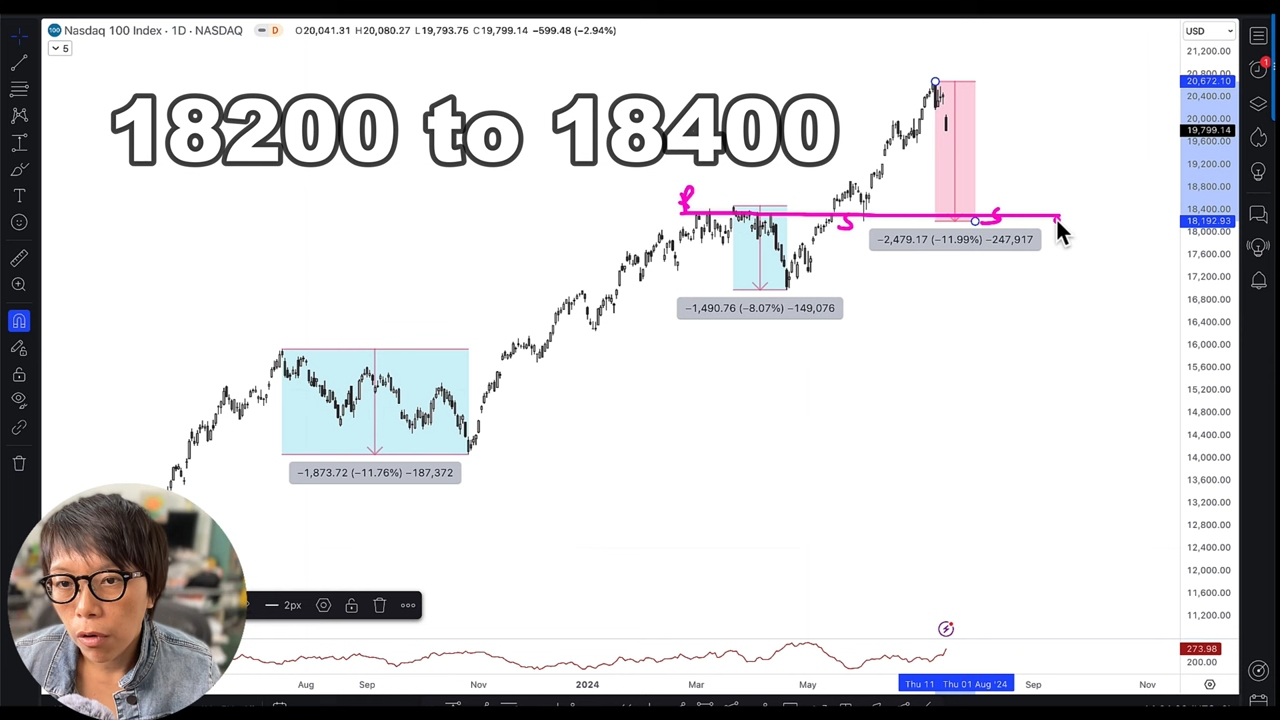 Nasdaq 100 Index · 1D · NASDAQ
D
O20,041.31 H20,080.27 L19,793.75 C19,799.14 −599.48 (−2.94%)
USD
5
18200 to 18400
21,200.00
20,800.00
20,672.10
20,400.00
20,000.00
19,799.14
19,600.00
19,200.00
18,800.00
18,400.00
18,192.93
18,000.00
17,600.00
17,200.00
16,800.00
16,400.00
16,000.00
15,600.00
15,200.00
14,800.00
14,400.00
14,000.00
13,600.00
13,200.00
12,800.00
12,400.00
12,000.00
11,600.00
11,200.00
R
S
S
−2,479.17 (−11.99%) −247,917
−1,490.76 (−8.07%) −149,076
−1,873.72 (−11.76%) −187,372
2px
273.98
200.00
Aug
Sep
Nov
2024
Mar
May
Thu 11
Thu 01 Aug '24
Sep
Nov
100
1
T